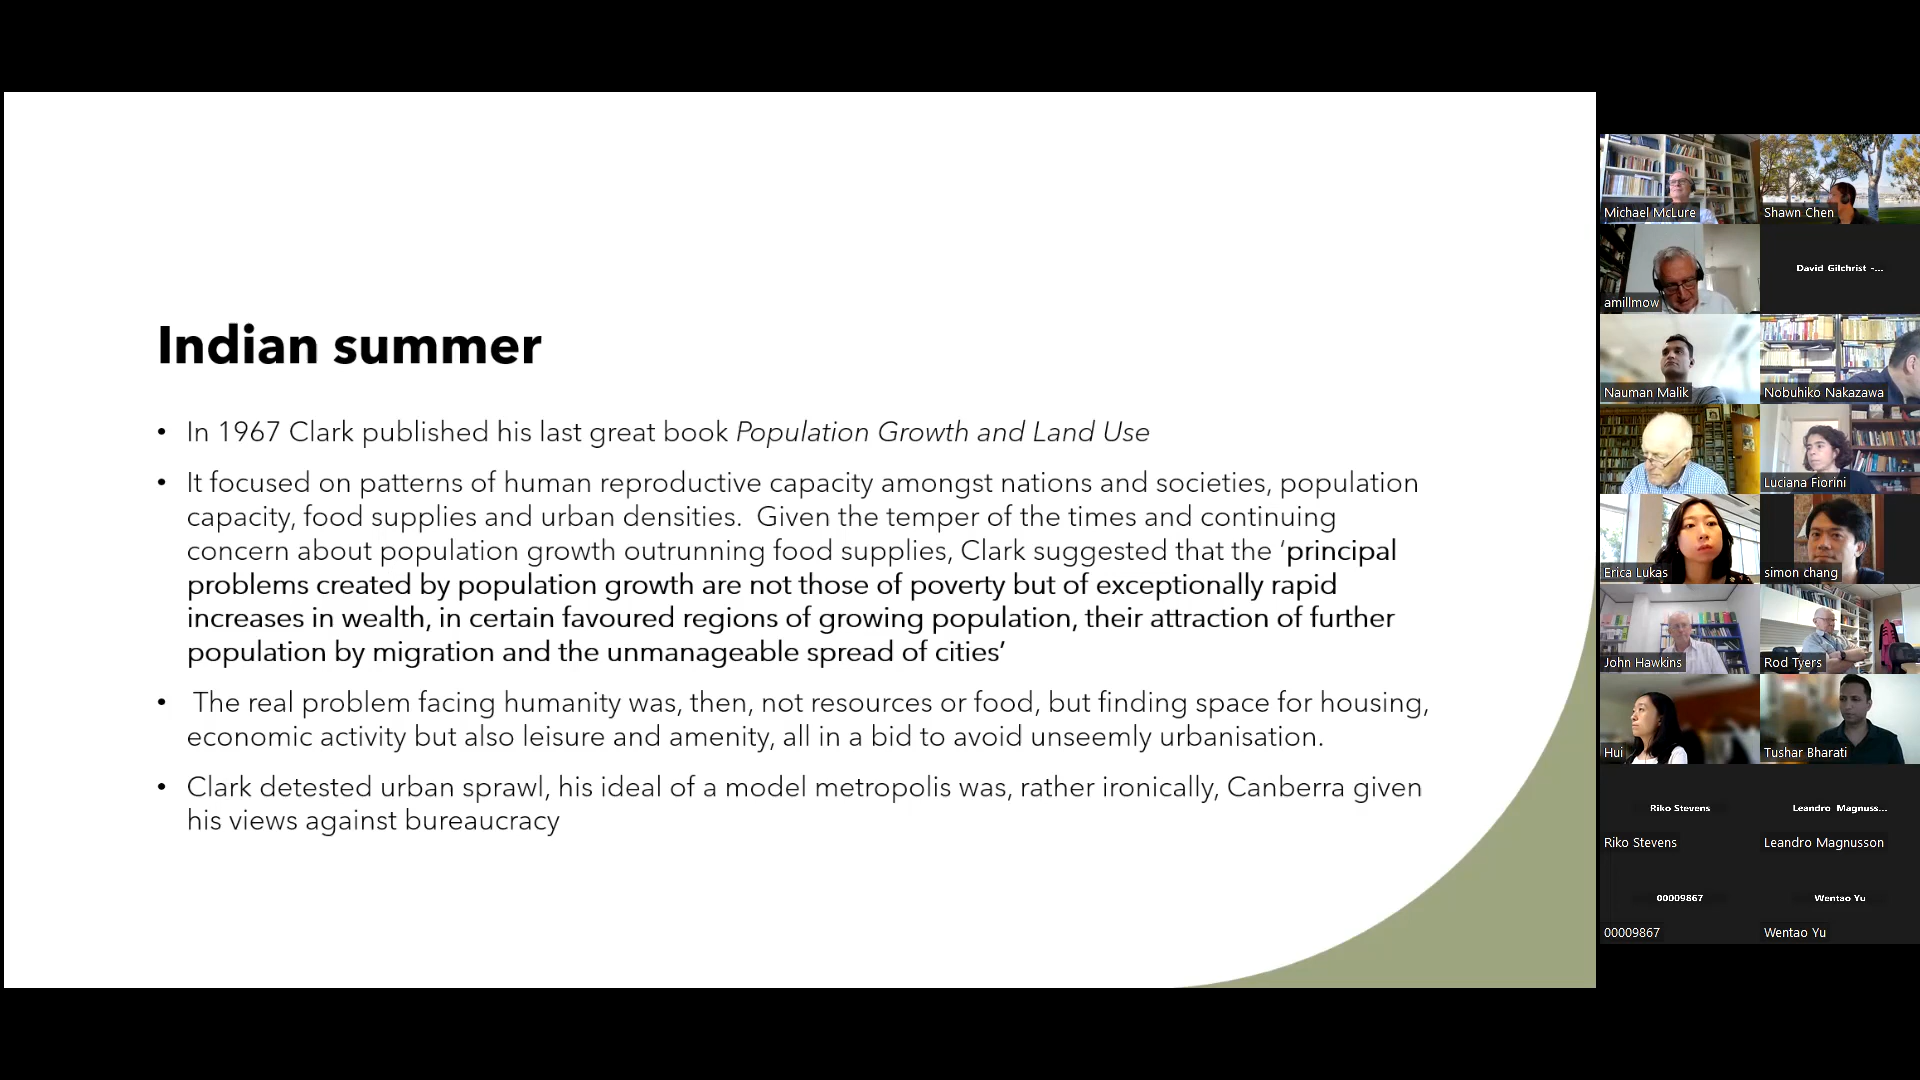 Indian summer
• In 1967 Clark published his last great book Population Growth and Land Use
• It focused on patterns of human reproductive capacity amongst nations and societies, population
capacity, food supplies and urban densities.  Given the temper of the times and continuing
concern about population growth outrunning food supplies, Clark suggested that the ‘principal
problems created by population growth are not those of poverty but of exceptionally rapid
increases in wealth, in certain favoured regions of growing population, their attraction of further
population by migration and the unmanageable spread of cities’
• The real problem facing humanity was, then, not resources or food, but finding space for housing,
economic activity but also leisure and amenity, all in a bid to avoid unseemly urbanisation.
• Clark detested urban sprawl, his ideal of a model metropolis was, rather ironically, Canberra given
his views against bureaucracy
Michael McLure
Shawn Chen
amillmow
David Gilchrist -...
Nauman Malik
Nobuhiko Nakazawa
Luciana Fiorini
Erica Lukas
simon chang
John Hawkins
Rod Tyers
Hui
Tushar Bharati
Riko Stevens
Riko Stevens
Leandro Magnuss...
Leandro Magnusson
00009867
00009867
Wentao Yu
Wentao Yu